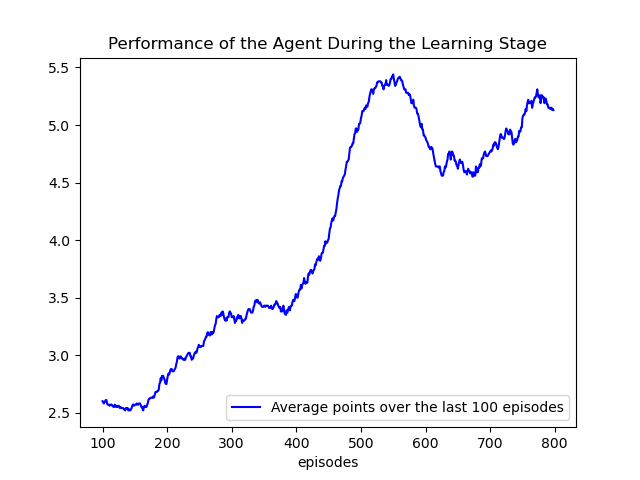 Performance of the Agent During the Learning Stage
5.5
5.0
4.5
4.0
3.5
3.0
2.5
Average points over the last 100 episodes
100 200 300 400 500 600 700 800
episodes